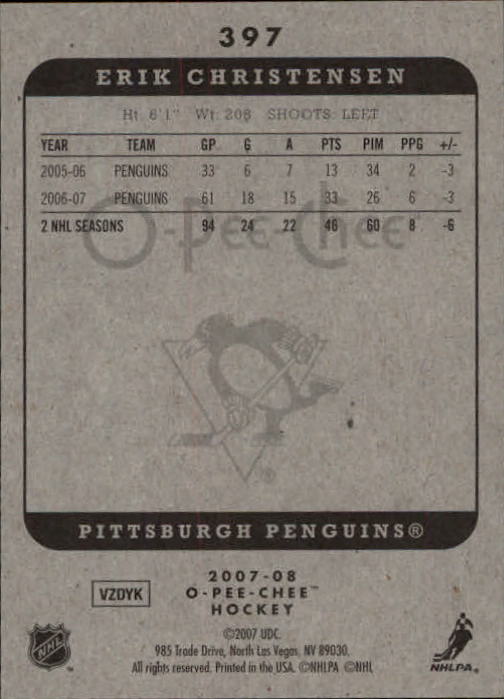 397
ERIK CHRISTENSEN
Ht: 6'1" Wt: 208 SHOOTS: LEFT
YEAR TEAM GP G A PTS PIM PPG +/-
2005-06 PENGUINS 33 6 7 13 34 2 -3
2006-07 PENGUINS 61 18 15 33 26 6 -3
2 NHL SEASONS 94 24 22 46 60 8 -6
O-Pee-Chee
PITTSBURGH PENGUINS®
2007-08
VZDYK
O-PEE-CHEE™
HOCKEY
©2007 UDC.
985 Trade Drive, North Las Vegas, NV 89030.
All rights reserved. Printed in the USA. ©NHLPA ©NHL
NHL
NHLPA